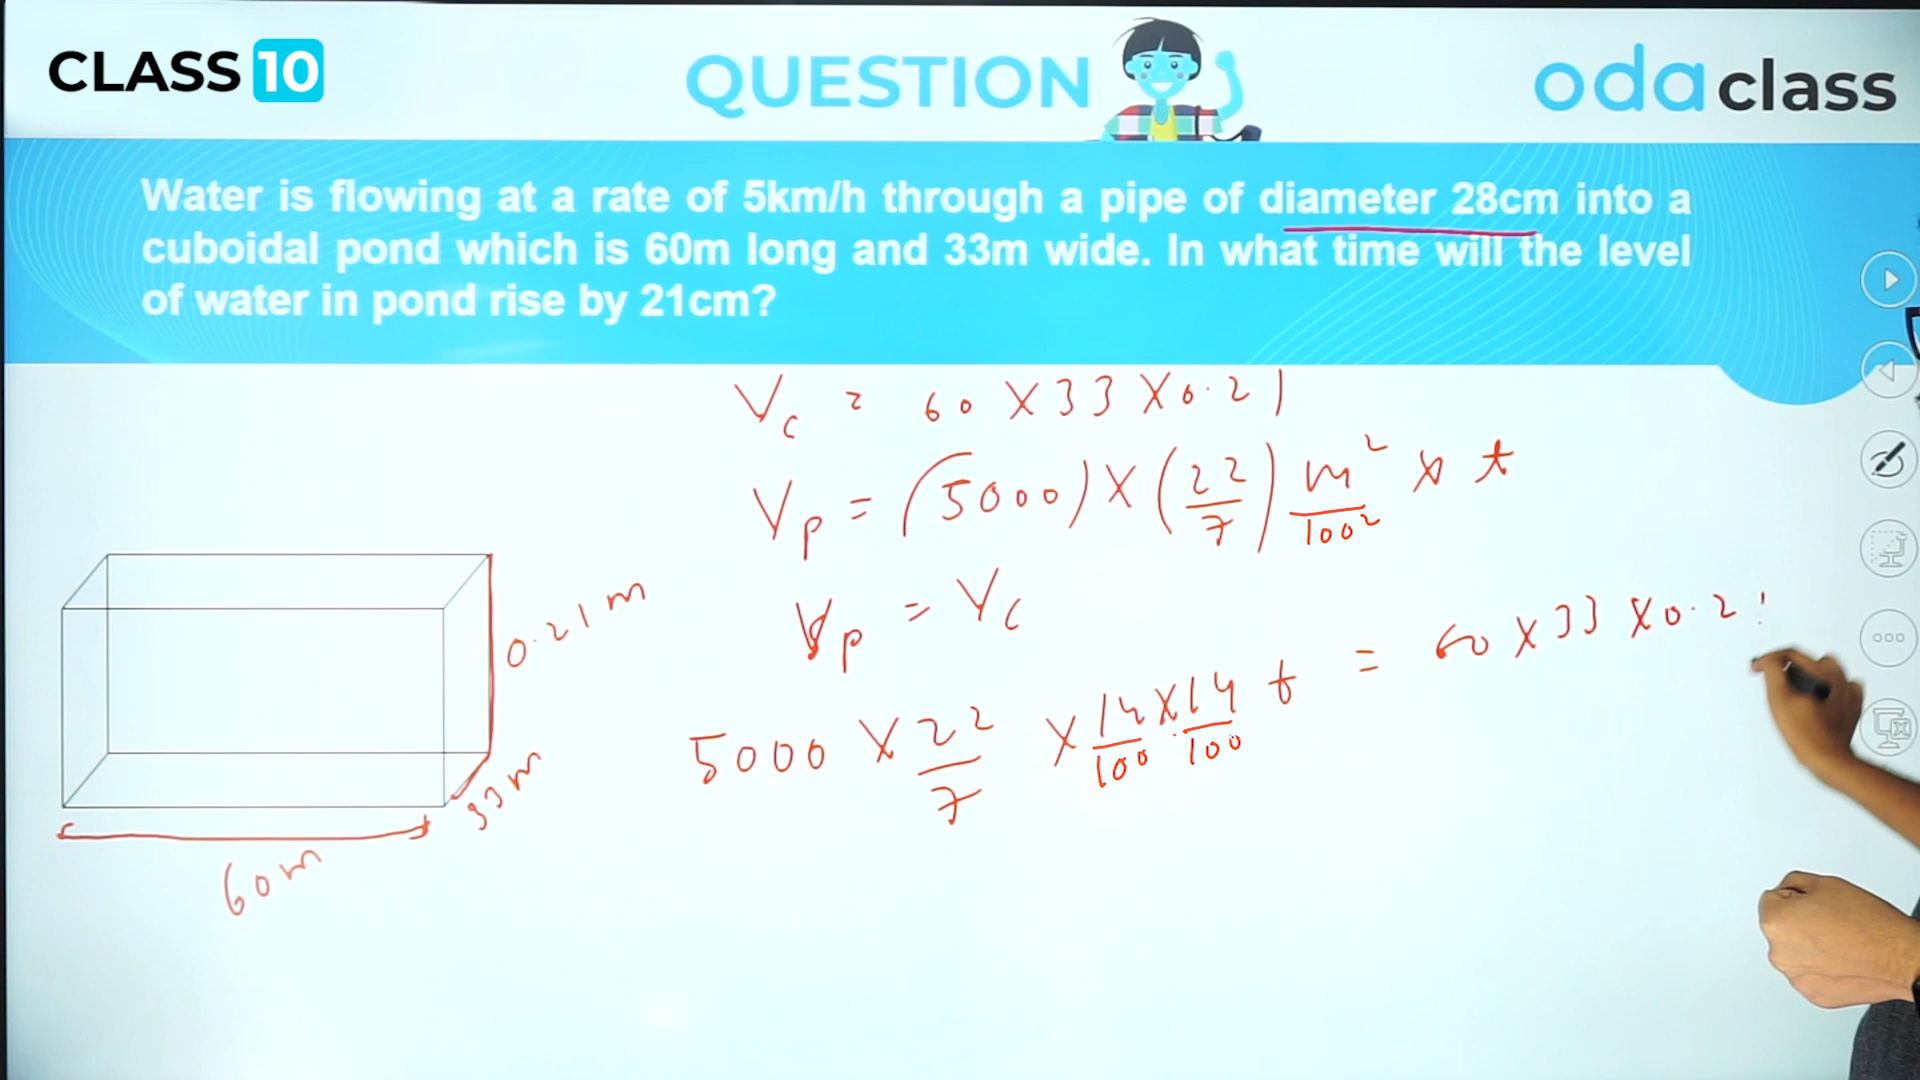 CLASS 10
QUESTION
oda class
Water is flowing at a rate of 5km/h through a pipe of diameter 28cm into a
cuboidal pond which is 60m long and 33m wide. In what time will the level
of water in pond rise by 21cm?
Vc = 60 X 33 X 0.21
Vp = (5000) X (22/7) m²/100² X t
Vp = Vc
5000 X 22/7 X 14/100 X 14/100 t = 60 X 33 X 0.2
0.21m
33m
60m